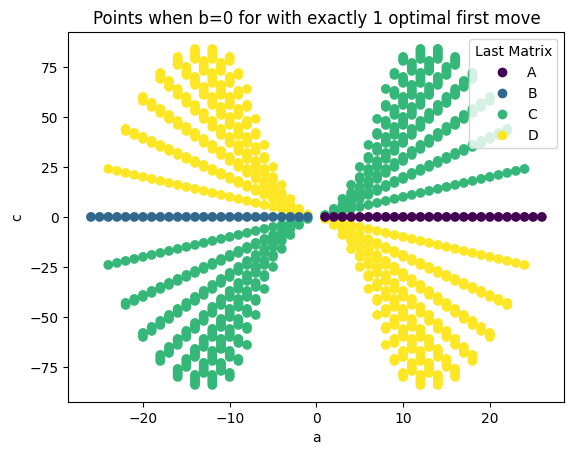 Points when b=0 for with exactly 1 optimal first move
Last Matrix
A
B
C
D
75
50
25
0
−25
−50
−75
c
−20
−10
0
10
20
a